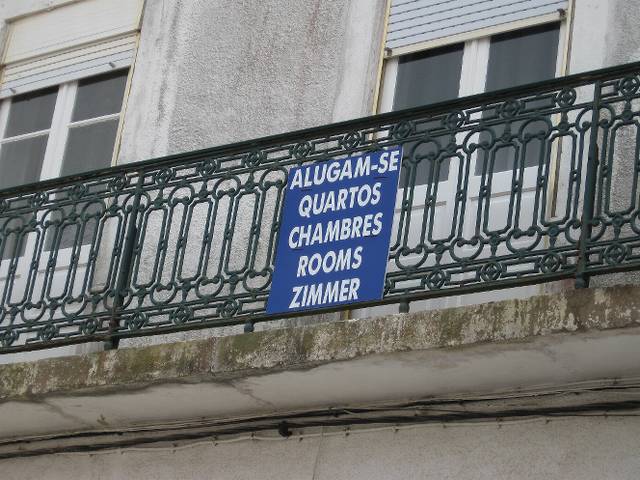 ALUGAM-SE
QUARTOS
CHAMBRES
ROOMS
ZIMMER